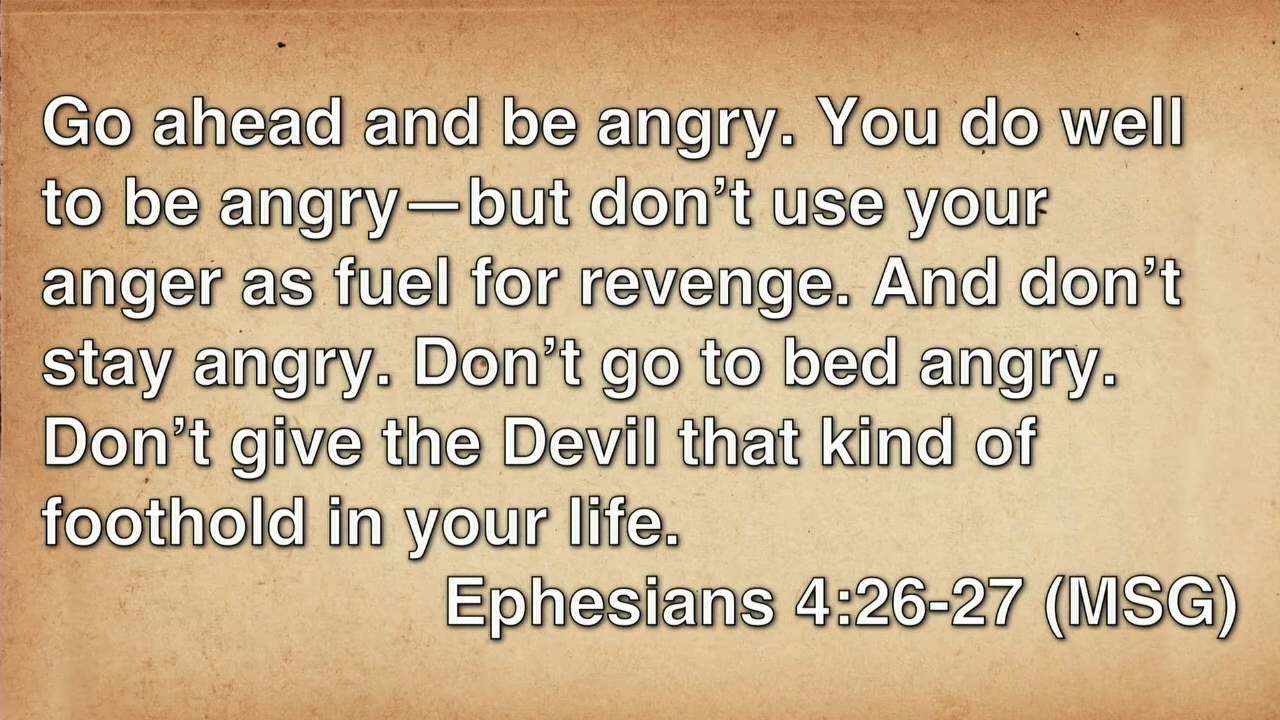 Go ahead and be angry. You do well
to be angry—but don’t use your
anger as fuel for revenge. And don’t
stay angry. Don’t go to bed angry.
Don’t give the Devil that kind of
foothold in your life.
Ephesians 4:26-27 (MSG)